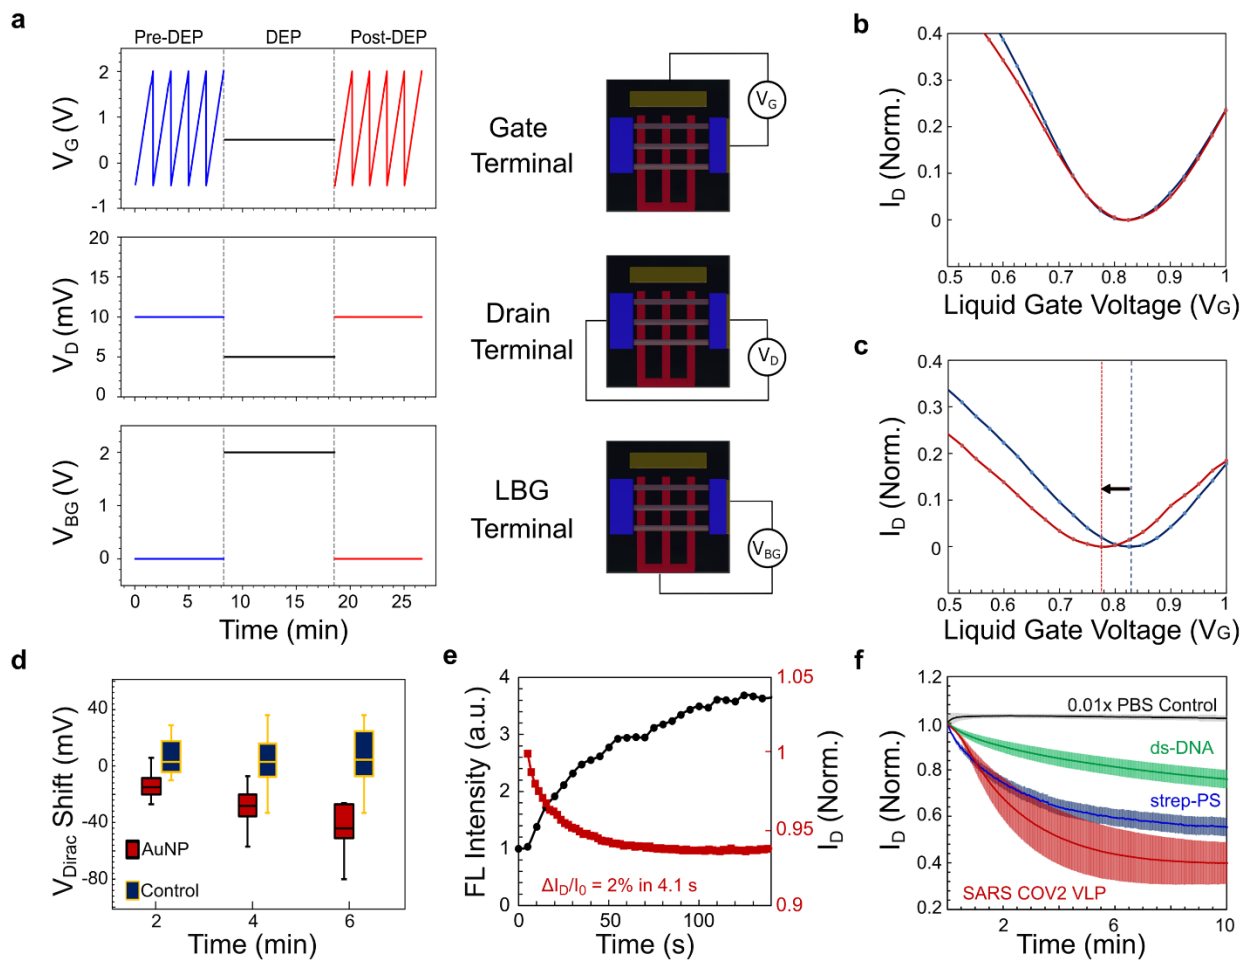 a
Pre-DEP DEP Post-DEP
2
1
0
-1
VG (V)
20
15
10
5
0
VD (mV)
2
1
0
VBG (V)
0 5 10 15 20 25
Time (min)
Gate
Terminal
VG
Drain
Terminal
VD
LBG
Terminal
VBG
b
0.4
0.3
0.2
0.1
0
ID (Norm.)
0.5 0.6 0.7 0.8 0.9 1
Liquid Gate Voltage (VG)
c
0.4
0.3
0.2
0.1
0
ID (Norm.)
0.5 0.6 0.7 0.8 0.9 1
Liquid Gate Voltage (VG)
d
40
0
-40
-80
VDirac Shift (mV)
AuNP
Control
2 4 6
Time (min)
e
4
3
2
1
0
FL Intensity (a.u.)
1.05
1
0.95
0.9
ID (Norm.)
ΔID/I0 = 2% in 4.1 s
0 50 100
Time (s)
f
1.2
1.0
0.8
0.6
0.4
0.2
ID (Norm.)
0.01x PBS Control
ds-DNA
strep-PS
SARS COV2 VLP
2 6 10
Time (min)